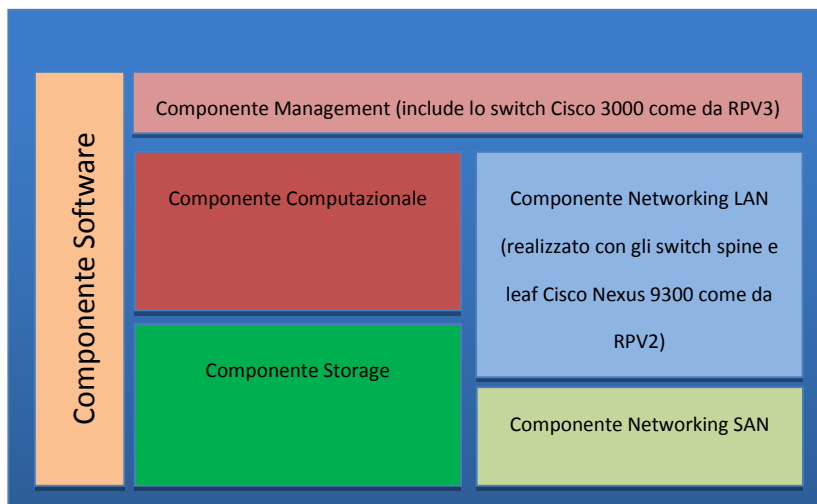 Componente Software
Componente Management (include lo switch Cisco 3000 come da RPV3)
Componente Computazionale
Componente Networking LAN
(realizzato con gli switch spine e
leaf Cisco Nexus 9300 come da
RPV2)
Componente Storage
Componente Networking SAN